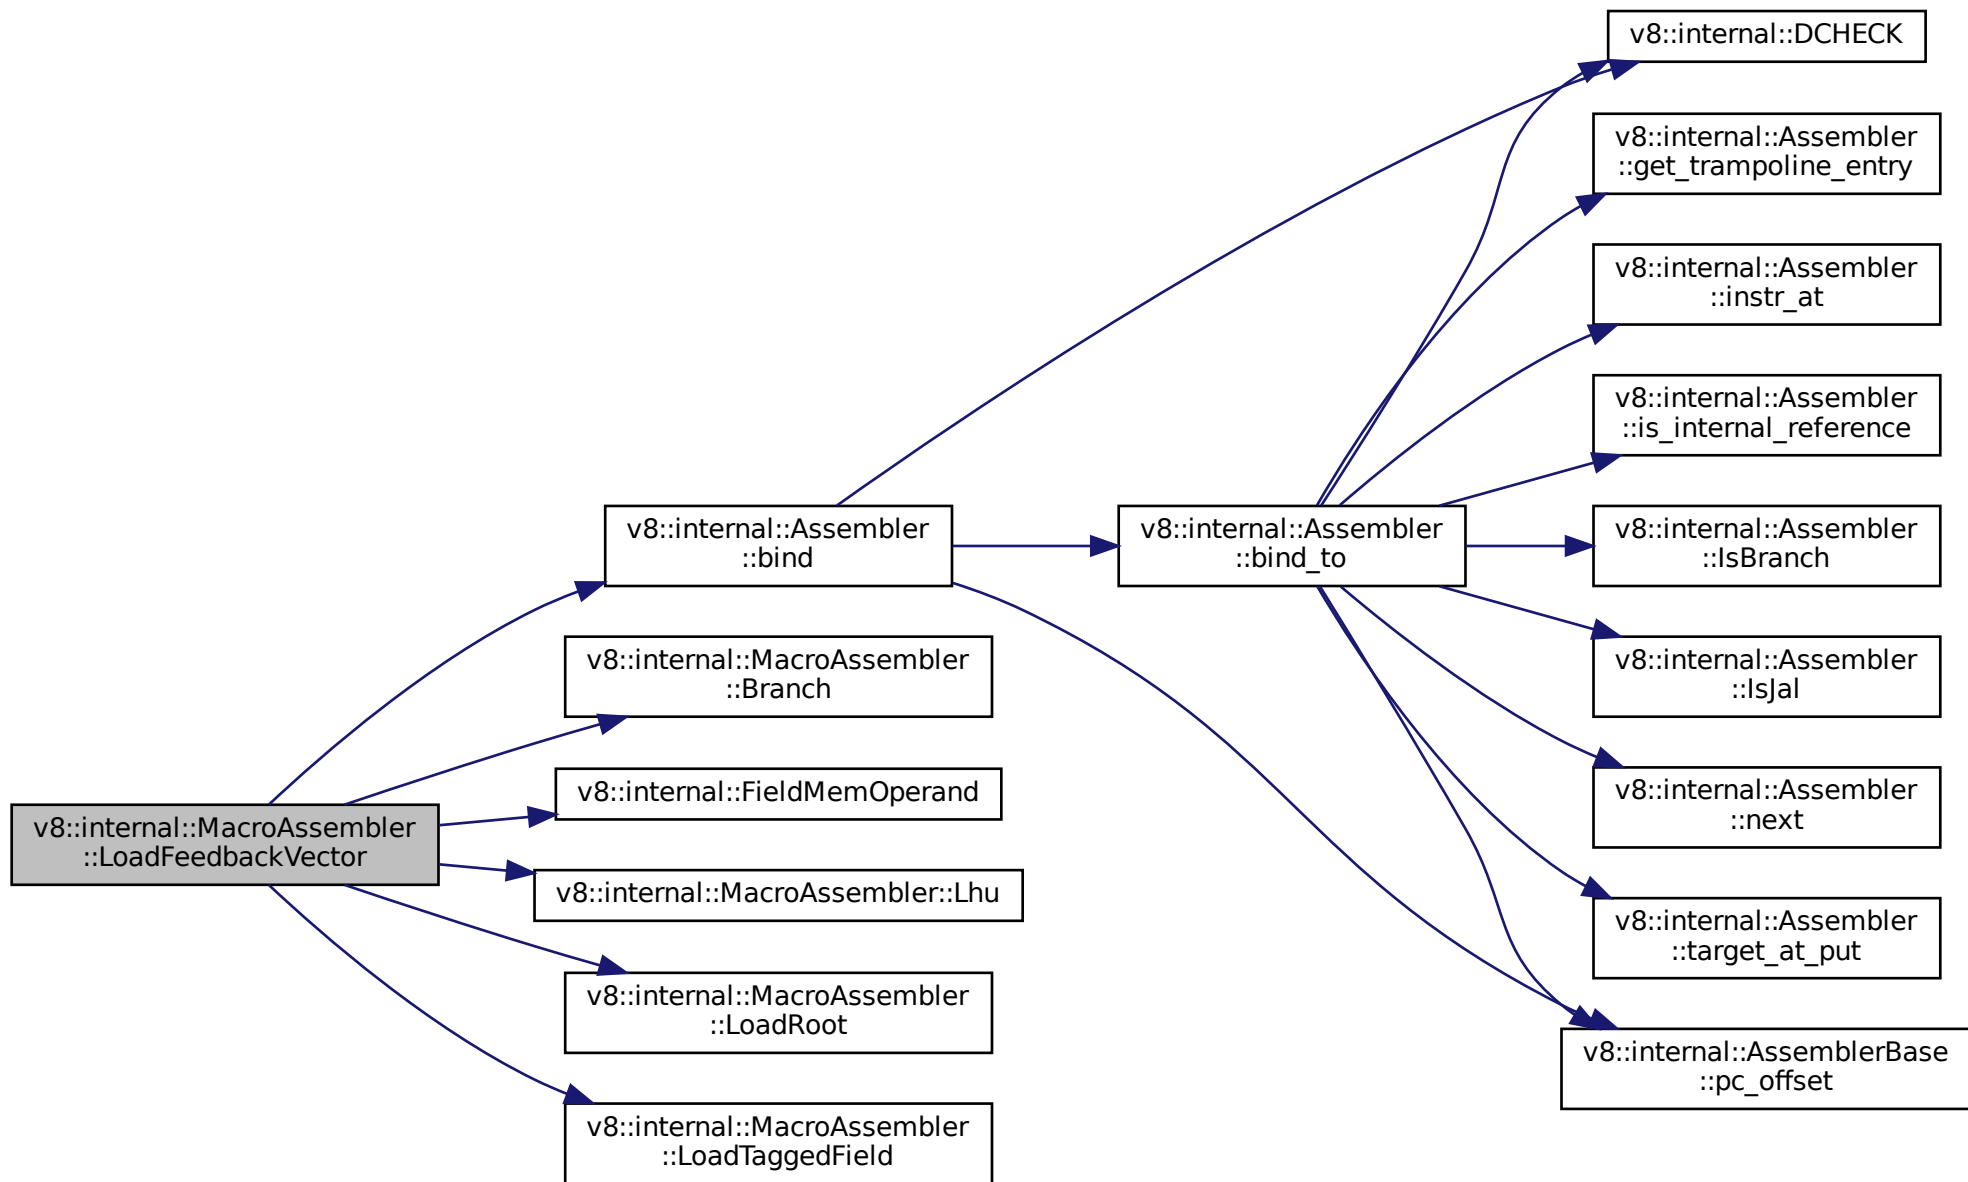 v8::internal::MacroAssembler
::LoadFeedbackVector
v8::internal::Assembler
::bind
v8::internal::MacroAssembler
::Branch
v8::internal::FieldMemOperand
v8::internal::MacroAssembler::Lhu
v8::internal::MacroAssembler
::LoadRoot
v8::internal::MacroAssembler
::LoadTaggedField
v8::internal::Assembler
::bind_to
v8::internal::DCHECK
v8::internal::Assembler
::get_trampoline_entry
v8::internal::Assembler
::instr_at
v8::internal::Assembler
::is_internal_reference
v8::internal::Assembler
::IsBranch
v8::internal::Assembler
::IsJal
v8::internal::Assembler
::next
v8::internal::Assembler
::target_at_put
v8::internal::AssemblerBase
::pc_offset